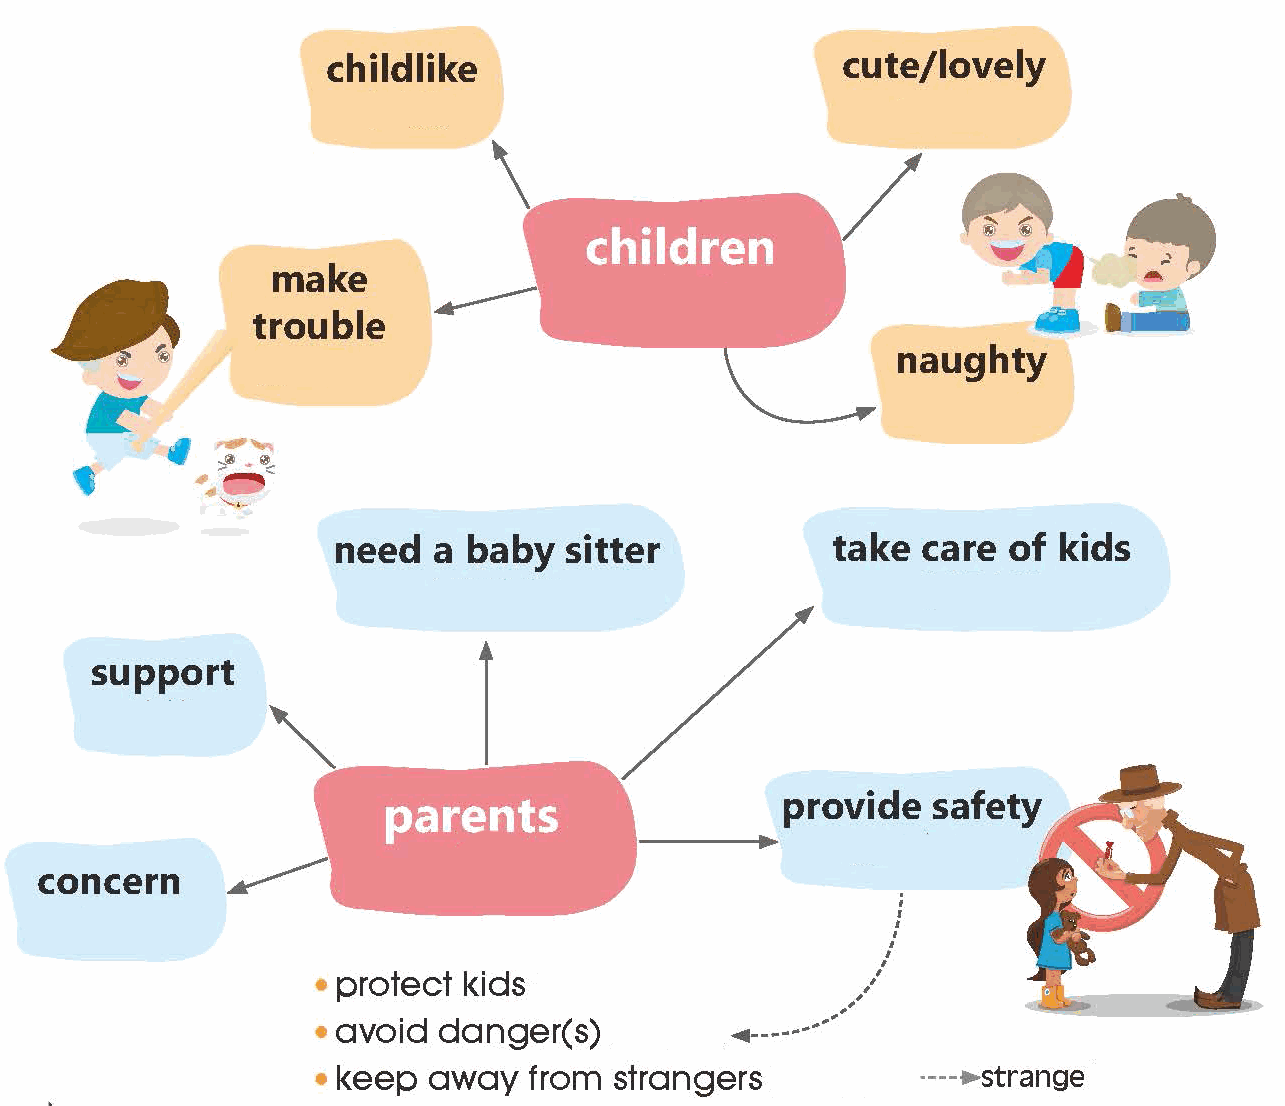 childlike
cute/lovely
children
make
trouble
naughty
need a baby sitter
take care of kids
support
parents
provide safety
concern
• protect kids
• avoid danger(s)
• keep away from strangers
strange